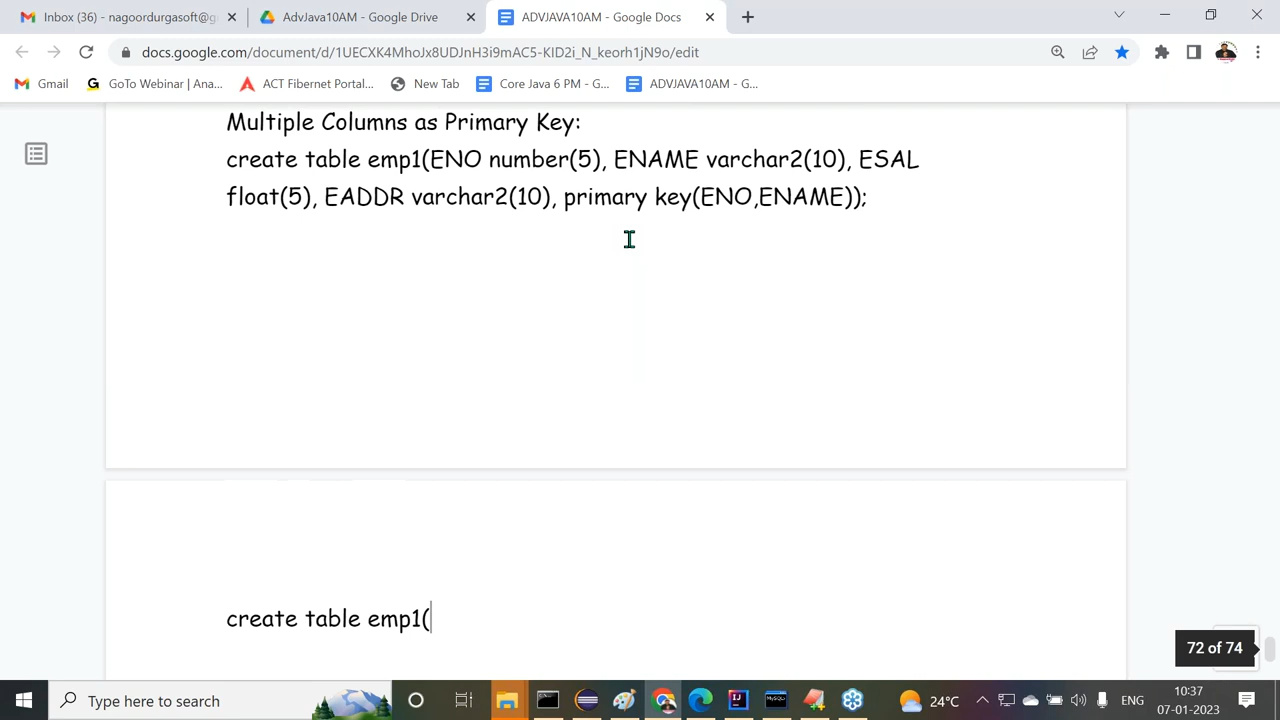 Inbox (36) - nagoordurgasoft@g
AdvJava10AM - Google Drive
ADVJAVA10AM - Google Docs
docs.google.com/document/d/1UECXK4MhoJx8UDJnH3i9mAC5-KID2i_N_keorh1jN9o/edit
Gmail
GoTo Webinar | Ana...
ACT Fibernet Portal...
New Tab
Core Java 6 PM - G...
ADVJAVA10AM - G...
Multiple Columns as Primary Key:
create table emp1(ENO number(5), ENAME varchar2(10), ESAL
float(5), EADDR varchar2(10), primary key(ENO,ENAME));
create table emp1(
72 of 74
Type here to search
24°C
ENG
10:37
07-01-2023